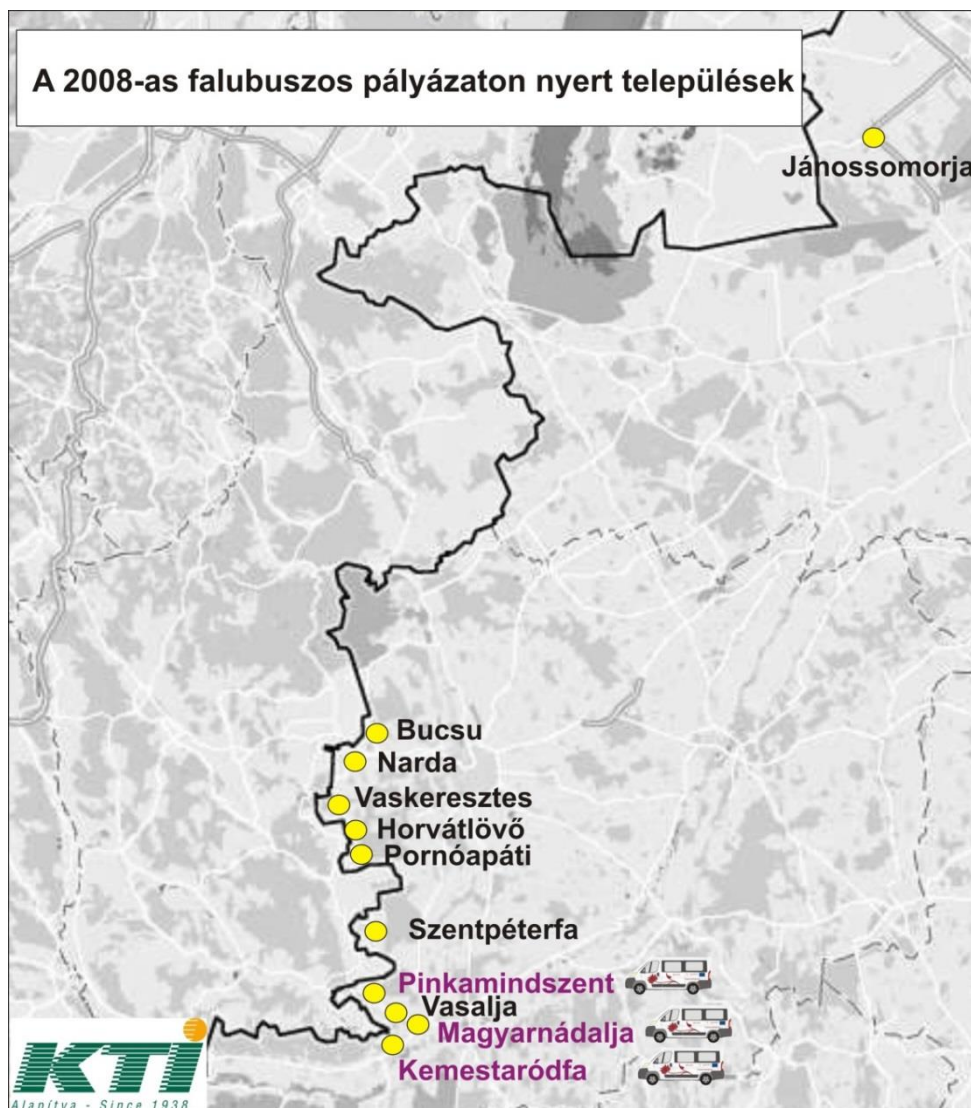 A 2008-as falubuszos pályázaton nyert települések
Jánossomorja
Bucsu
Narda
Vaskeresztes
Horvátlövő
Pornóapáti
Szentpéterfa
Pinkamindszent
Vasalja
Magyarnádalja
Kemestaródfa
KTI
Alapítva - Since 1938